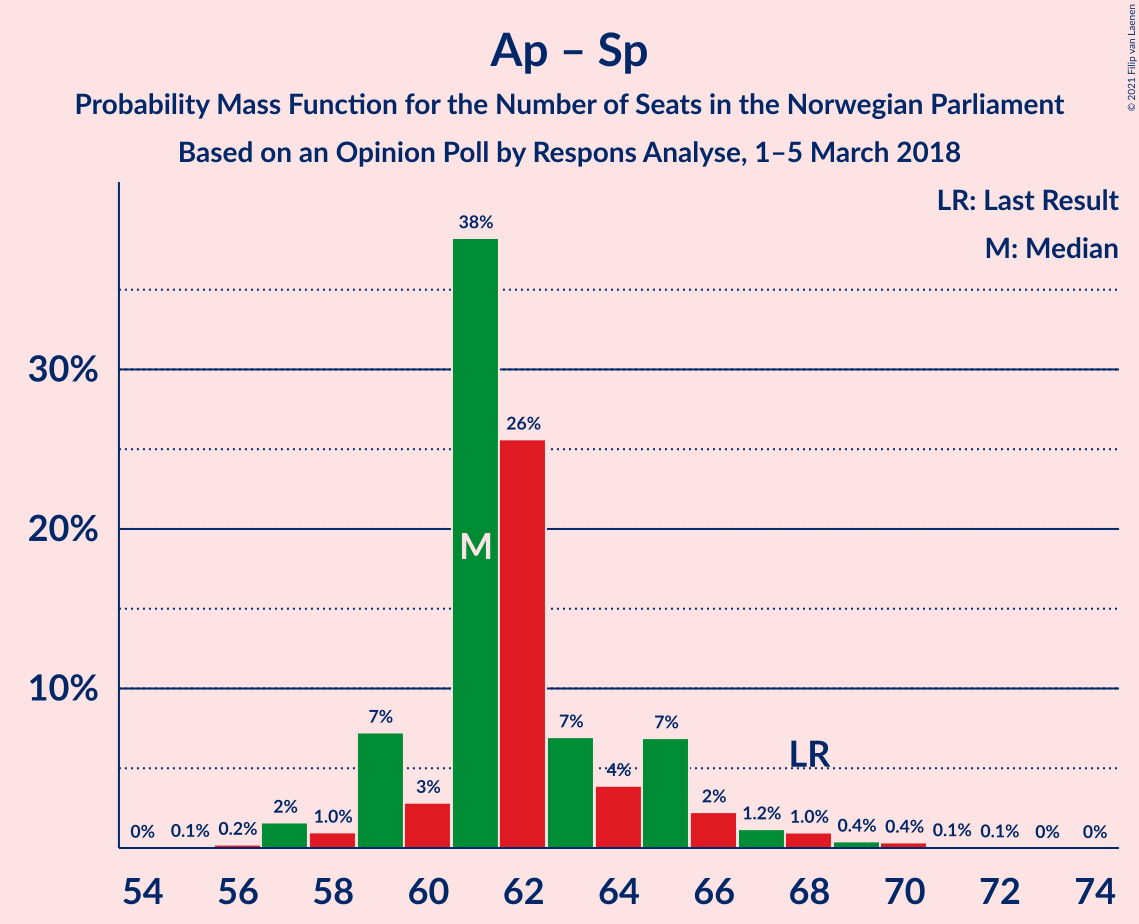 Ap – Sp
Probability Mass Function for the Number of Seats in the Norwegian Parliament
Based on an Opinion Poll by Respons Analyse, 1–5 March 2018
© 2021 Filip van Laenen
LR: Last Result
M: Median
38%
30%
26%
20%
M
10%
7%
7%
7%
LR
4%
3%
2%
2%
1.2%
1.0%
1.0%
0%
0.1%
0.2%
0.4%
0.4%
0.1%
0.1%
0%
0%
54 56 58 60 62 64 66 68 70 72 74